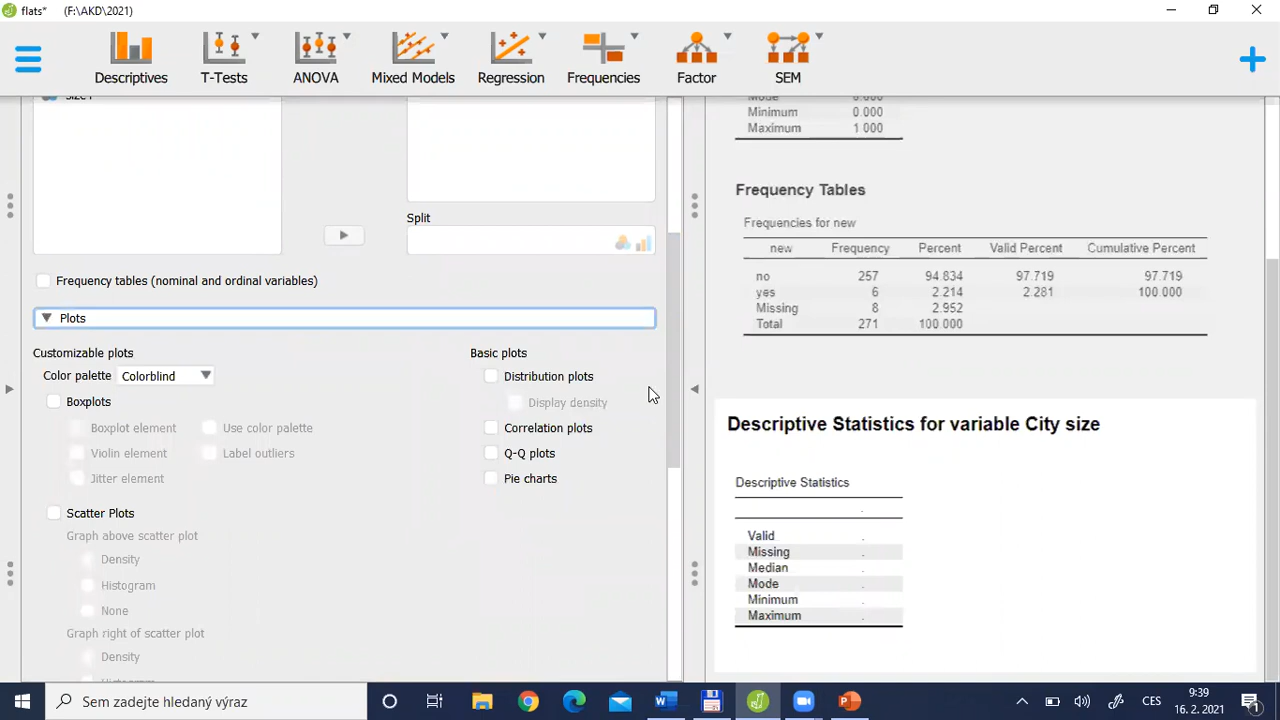 flats* (F:\AKD\2021)
Descriptives
T-Tests
ANOVA
Mixed Models
Regression
Frequencies
Factor
SEM
Split
Frequency tables (nominal and ordinal variables)
Plots
Customizable plots
Color palette Colorblind
Boxplots
Boxplot element Use color palette
Violin element Label outliers
Jitter element
Scatter Plots
Graph above scatter plot
Density
Histogram
None
Graph right of scatter plot
Density
Basic plots
Distribution plots
Display density
Correlation plots
Q-Q plots
Pie charts
Minimum 0.000
Maximum 1.000
Frequency Tables
Frequencies for new
new Frequency Percent Valid Percent Cumulative Percent
no 257 94.834 97.719 97.719
yes 6 2.214 2.281 100.000
Missing 8 2.952
Total 271 100.000
Descriptive Statistics for variable City size
Descriptive Statistics
.
Valid .
Missing .
Median .
Mode .
Minimum .
Maximum .
Sem zadejte hledaný výraz
CES
9:39
16. 2. 2021